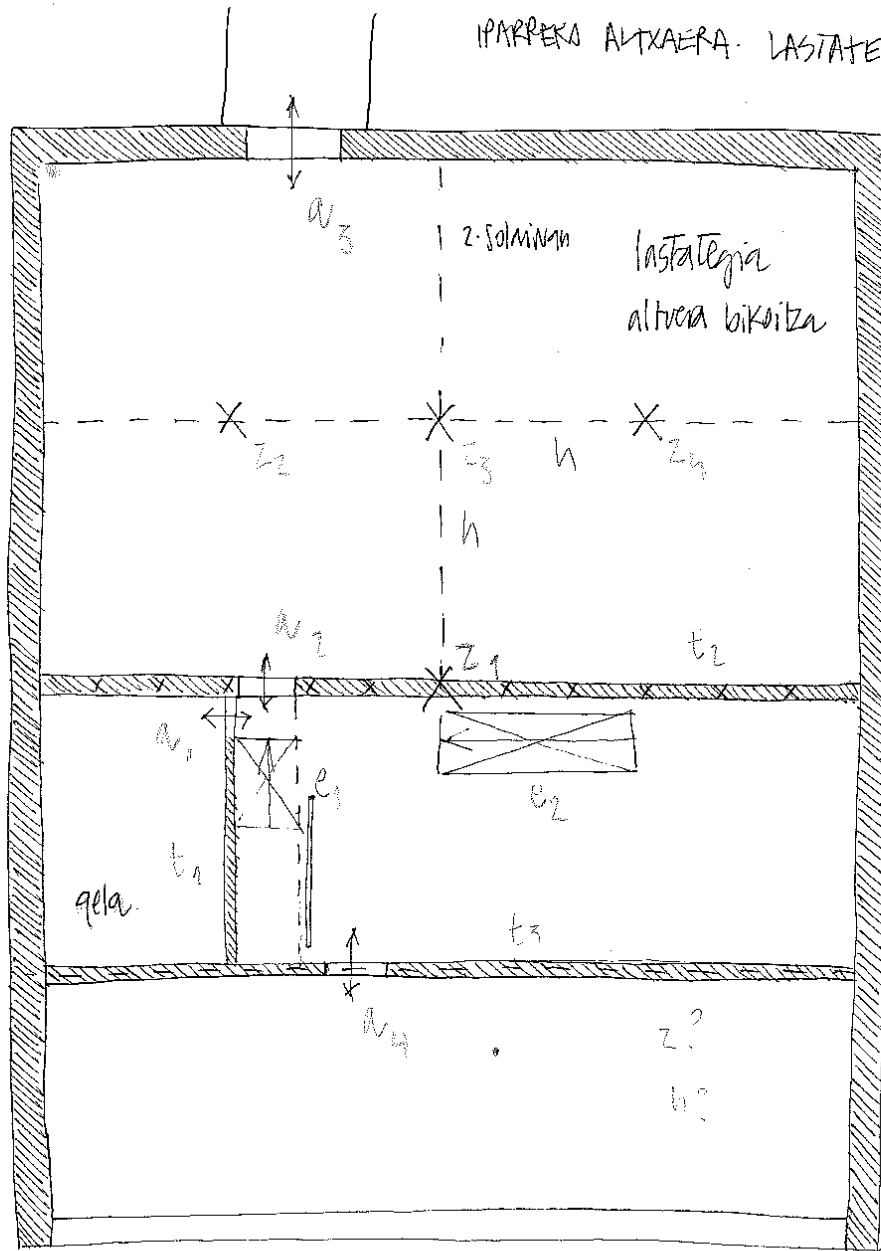 IPARREKO ALTXAERA. LASTATE
a3
2. solairuan
lastategia
altuera bikoitza
z2
z3
h
z4
h
a2
z1
t2
a1
e1
e2
t1
gela.
t3
a4
z?
h?